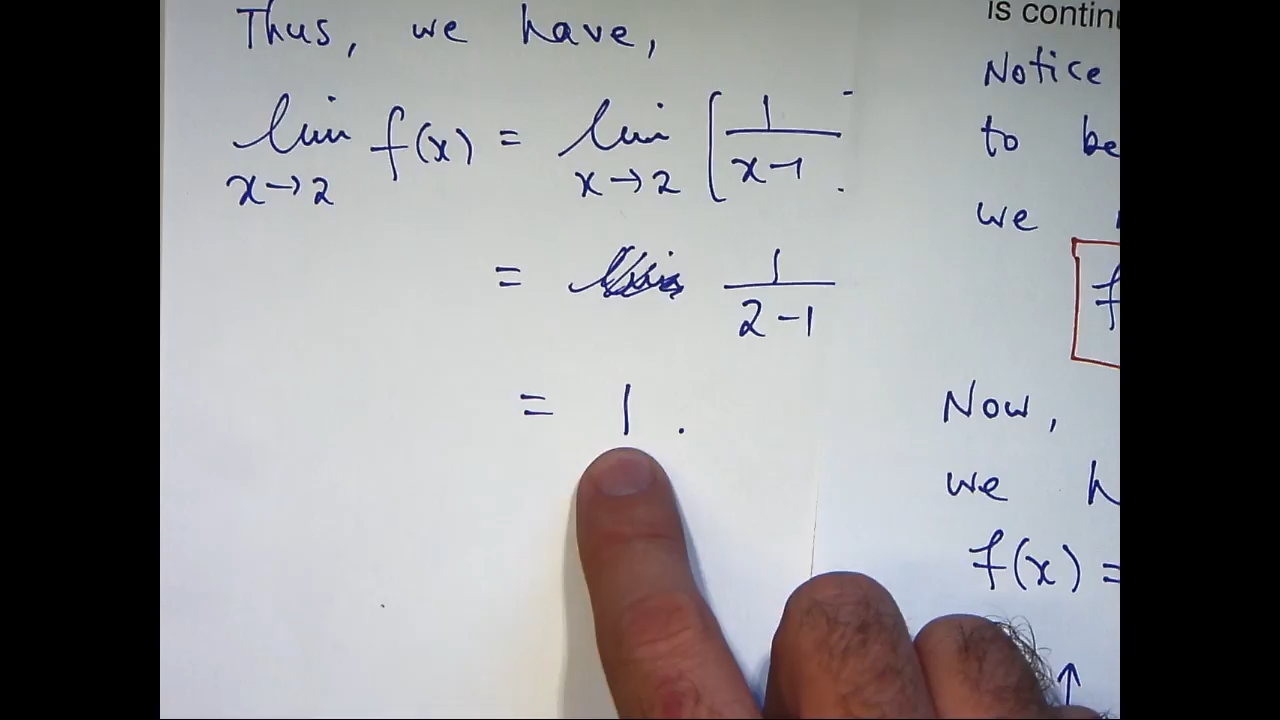 Thus, we have,
lim f(x) = lim [ 1
x→2 x→2 x-1
= 1
2-1
= 1.
is contin
Notice
to be
we
f
Now,
we h
f(x) =
↑